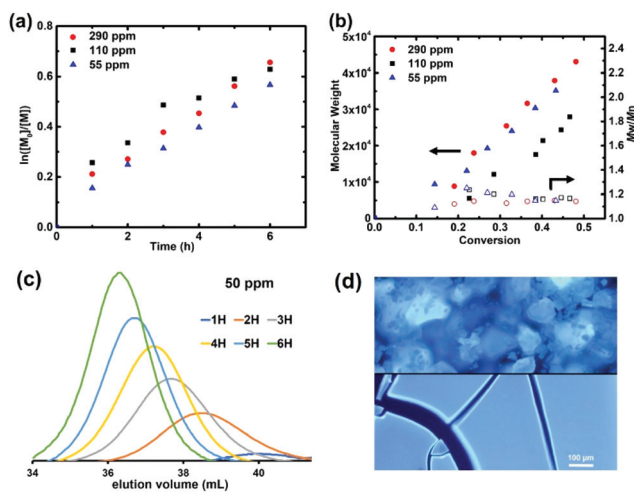 (a)
290 ppm
110 ppm
55 ppm
0.8
0.6
0.4
0.2
0.0
ln([M₀]/[M])
0 1 2 3 4 5 6 7
Time (h)
(b)
290 ppm
110 ppm
55 ppm
5x10⁴
4x10⁴
3x10⁴
2x10⁴
1x10⁴
0
Molecular Weight
2.4
2.2
2.0
1.8
1.6
1.4
1.2
1.0
Mw/Mn
0.0 0.1 0.2 0.3 0.4 0.5
Conversion
(c)
50 ppm
1H 2H 3H
4H 5H 6H
34 36 38 40
elution volume (mL)
(d)
100 µm